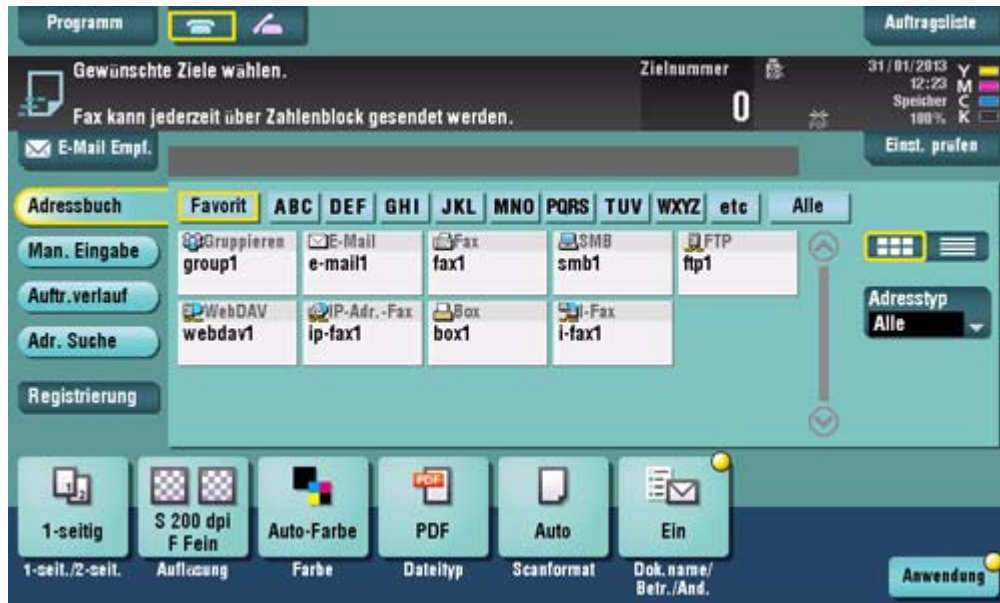 Programm
Auftragsliste
Gewünschte Ziele wählen.
Zielnummer
31/01/2013
12:23
Speicher
100%
Y
M
C
K
0
Fax kann jederzeit über Zahlenblock gesendet werden.
E-Mail Empf.
Einst. prüfen
Adressbuch
Favorit ABC DEF GHI JKL MNO PQRS TUV WXYZ etc Alle
Man. Eingabe
Auftr.verlauf
Adr. Suche
Registrierung
Gruppieren E-Mail Fax SMB FTP
group1 e-mail1 fax1 smb1 ftp1
WebDAV IP-Adr.-Fax Box I-Fax
webdav1 ip-fax1 box1 i-fax1
Adresstyp
Alle
1 2
PDF
1-seitig
S 200 dpi
F Fein
Auto-Farbe
PDF
Auto
Ein
1-seit./2-seit.
Auflösung
Farbe
Dateityp
Scanformat
Dok.name/
Betr./And.
Anwendung